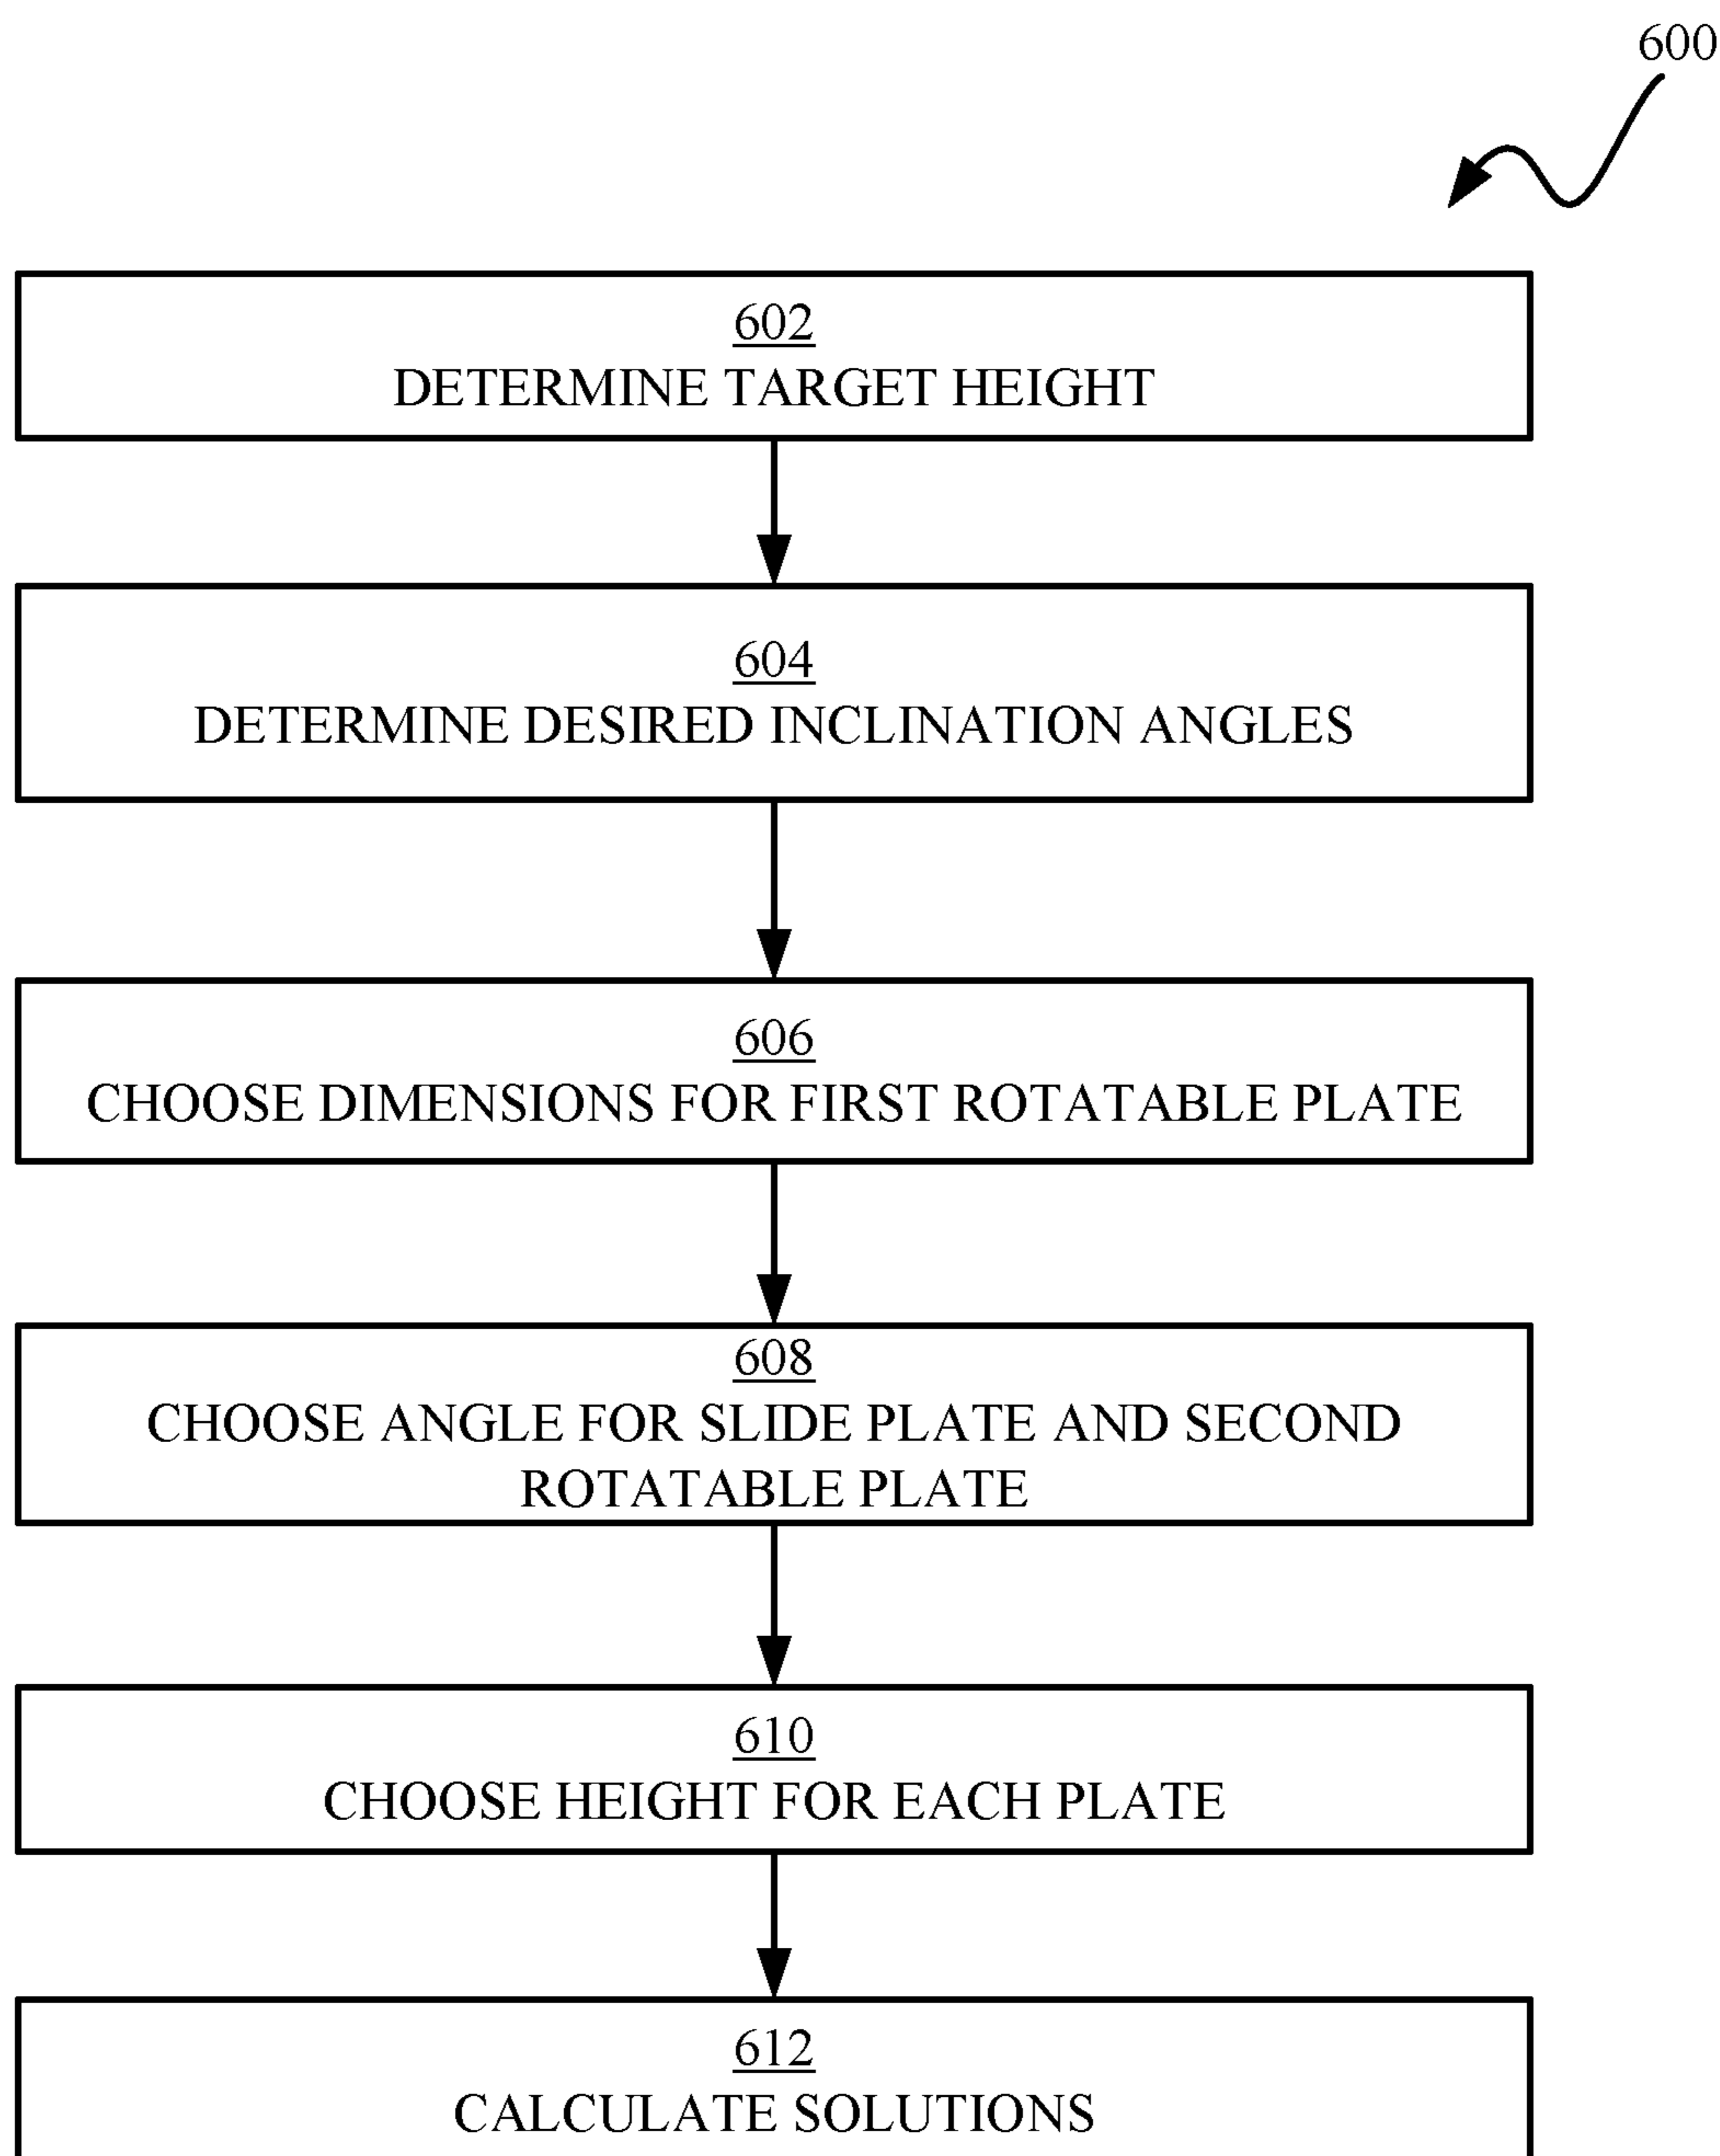 600
602
DETERMINE TARGET HEIGHT
604
DETERMINE DESIRED INCLINATION ANGLES
606
CHOOSE DIMENSIONS FOR FIRST ROTATABLE PLATE
608
CHOOSE ANGLE FOR SLIDE PLATE AND SECOND
ROTATABLE PLATE
610
CHOOSE HEIGHT FOR EACH PLATE
612
CALCULATE SOLUTIONS